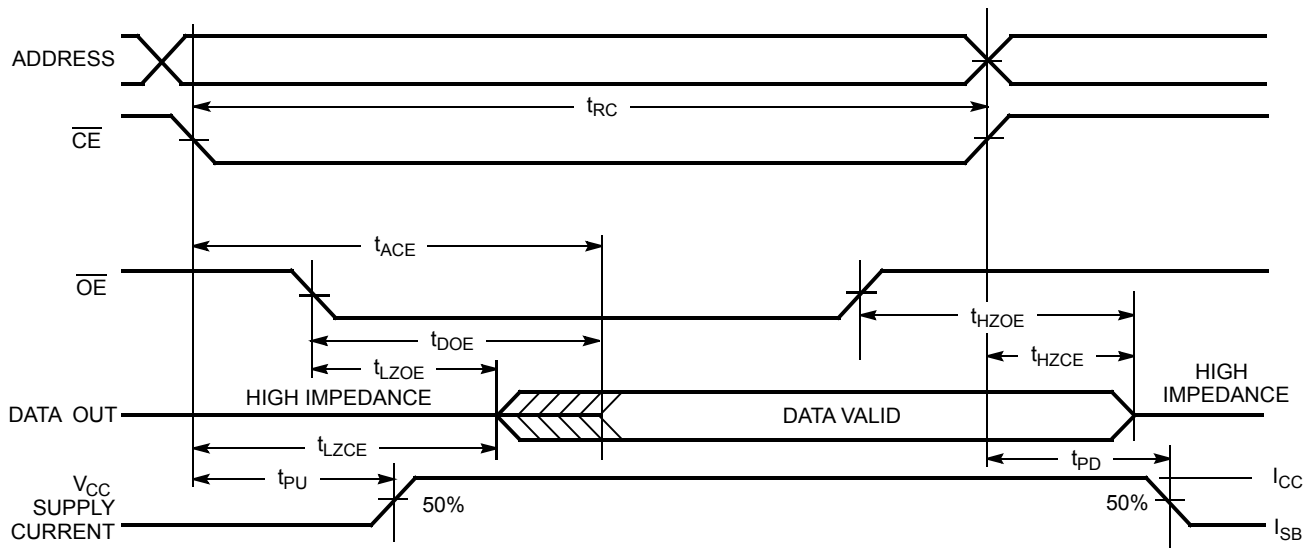 ADDRESS
tRC
CE
tACE
OE
tHZOE
tDOE
tHZCE
tLZOE
HIGH IMPEDANCE
HIGH
IMPEDANCE
DATA OUT
DATA VALID
tLZCE
tPU
tPD
VCC
SUPPLY
CURRENT
50%
50%
ICC
ISB